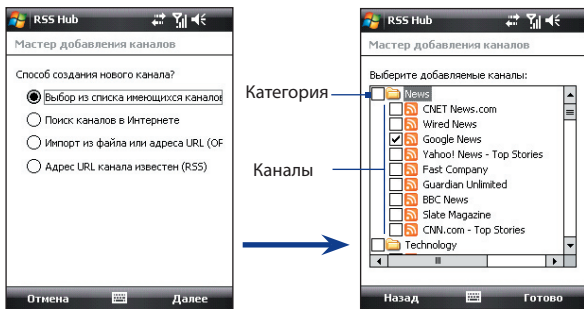 RSS Hub
Мастер добавления каналов
Способ создания нового канала?
Выбор из списка имеющихся каналов
Поиск каналов в Интернете
Импорт из файла или адреса URL (OP
Адрес URL канала известен (RSS)
Отмена
Далее
Категория
Каналы
RSS Hub
Мастер добавления каналов
Выберите добавляемые каналы:
News
CNET News.com
Wired News
Google News
Yahoo! News - Top Stories
Fast Company
Guardian Unlimited
BBC News
Slate Magazine
CNN.com - Top Stories
Technology
Назад
Готово